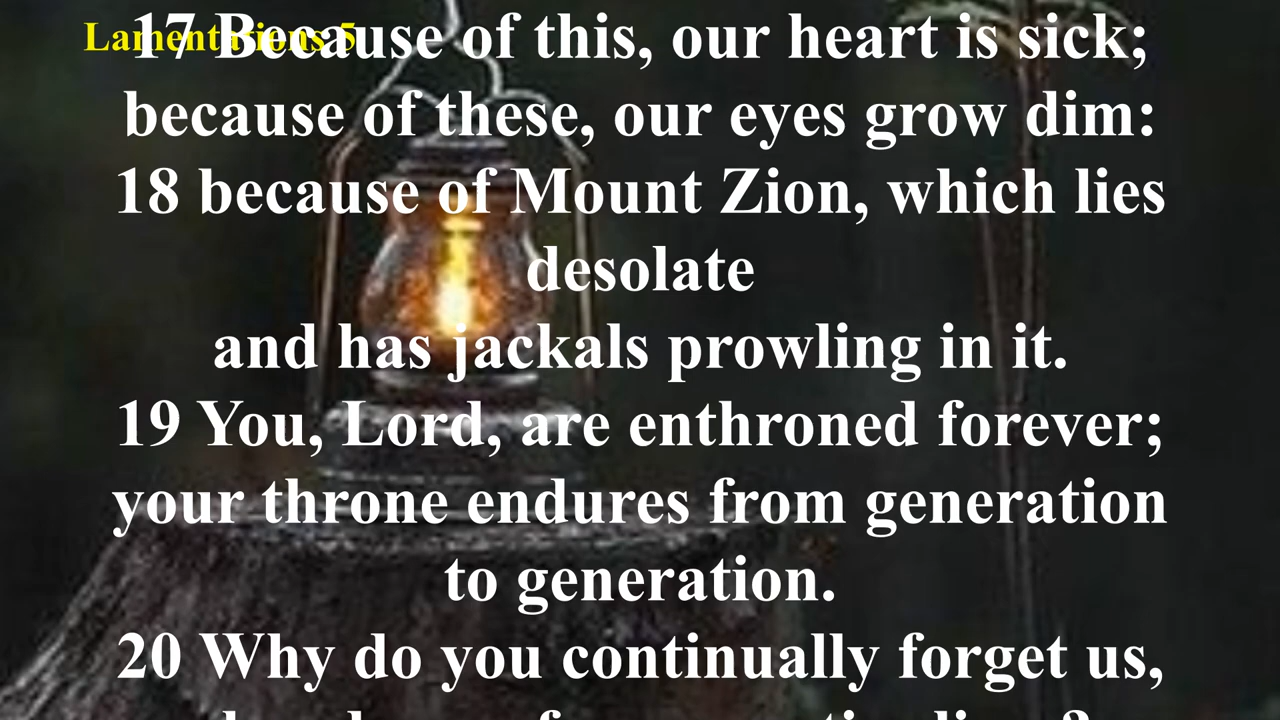 Lamentations 5
17 Because of this, our heart is sick;
because of these, our eyes grow dim:
18 because of Mount Zion, which lies
desolate
and has jackals prowling in it.
19 You, Lord, are enthroned forever;
your throne endures from generation
to generation.
20 Why do you continually forget us,